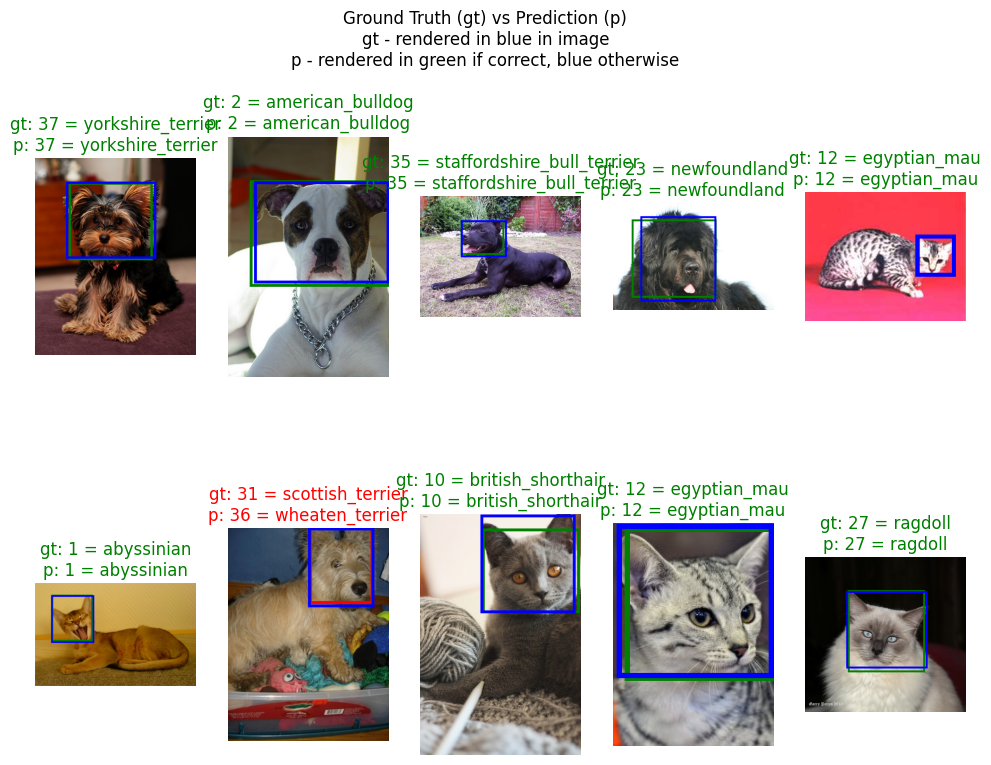 Ground Truth (gt) vs Prediction (p)
gt - rendered in blue in image
p - rendered in green if correct, blue otherwise
gt: 37 = yorkshire_terrier
p: 37 = yorkshire_terrier
gt: 2 = american_bulldog
p: 2 = american_bulldog
gt: 35 = staffordshire_bull_terrier
p: 35 = staffordshire_bull_terrier
gt: 23 = newfoundland
p: 23 = newfoundland
gt: 12 = egyptian_mau
p: 12 = egyptian_mau
gt: 1 = abyssinian
p: 1 = abyssinian
gt: 31 = scottish_terrier
p: 36 = wheaten_terrier
gt: 10 = british_shorthair
p: 10 = british_shorthair
gt: 12 = egyptian_mau
p: 12 = egyptian_mau
gt: 27 = ragdoll
p: 27 = ragdoll